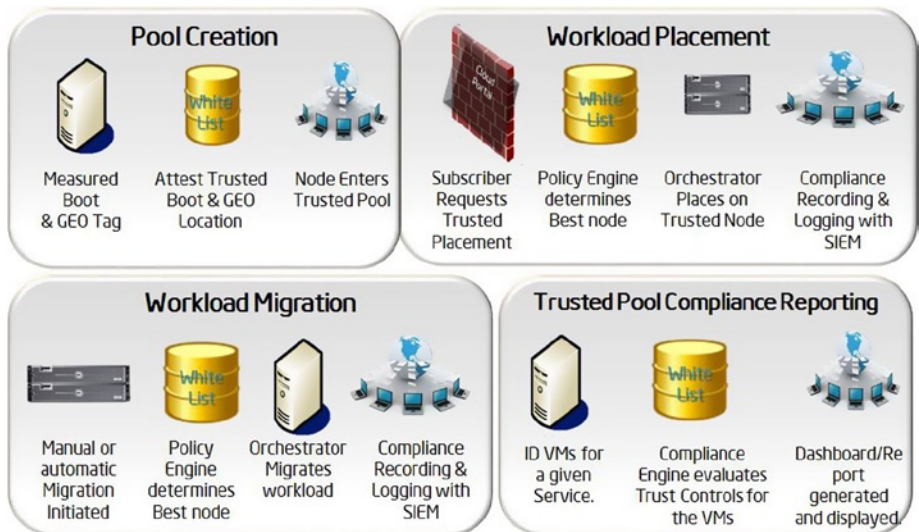 Pool Creation
White
List
Measured
Boot
& GEO Tag
Attest Trusted
Boot & GEO
Location
Node Enters
Trusted Pool
Workload Placement
Cloud
Portal
White
List
Subscriber
Requests
Trusted
Placement
Policy Engine
determines
Best node
Orchestrator
Places on
Trusted Node
Compliance
Recording &
Logging with
SIEM
Workload Migration
White
List
Manual or
automatic
Migration
Initiated
Policy
Engine
determines
Best node
Orchestrator
Migrates
workload
Compliance
Recording &
Logging with
SIEM
Trusted Pool Compliance Reporting
White
List
ID VMs for
a given
Service.
Compliance
Engine evaluates
Trust Controls for
the VMs
Dashboard/Re
port
generated
and displayed.